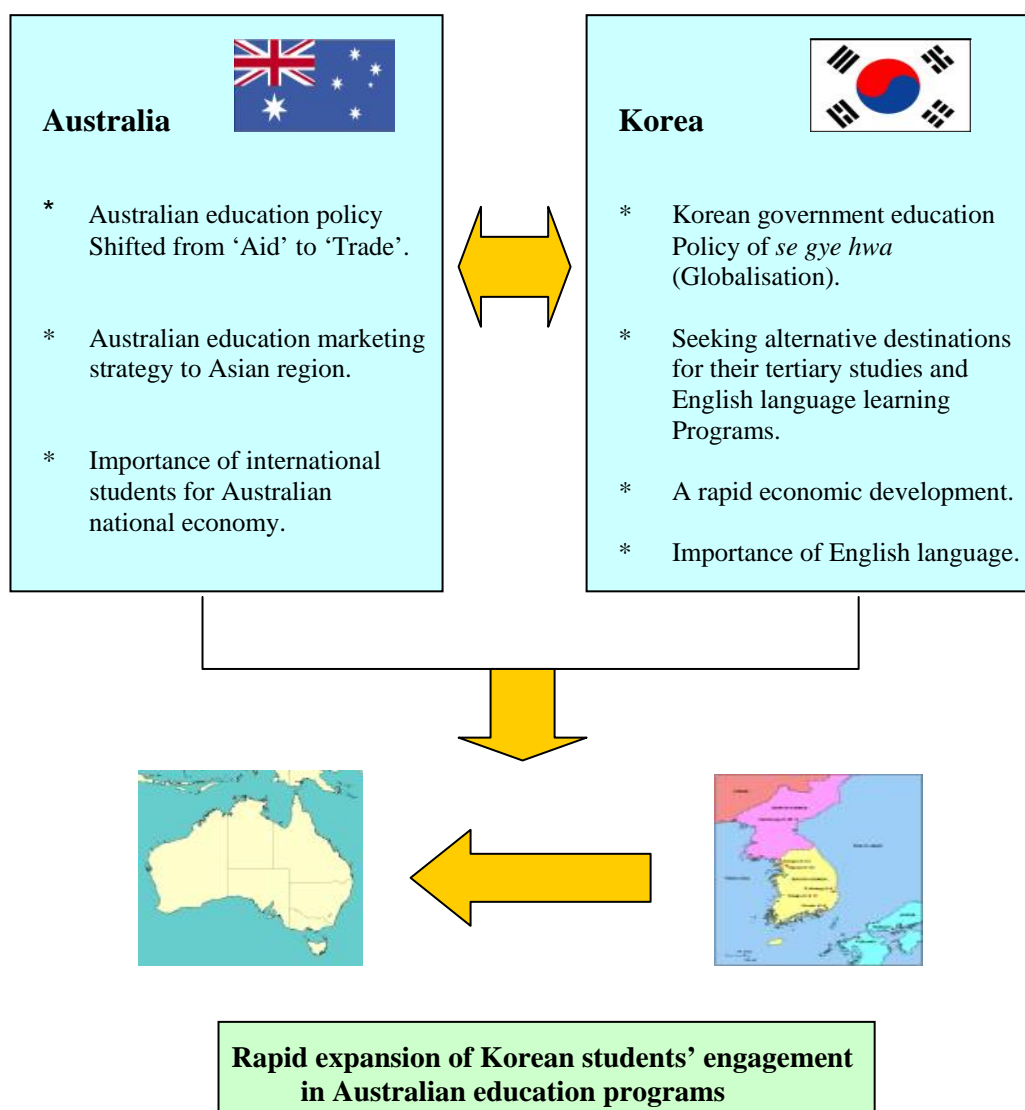 Australia
* Australian education policy
Shifted from ‘Aid’ to ‘Trade’.
* Australian education marketing
strategy to Asian region.
* Importance of international
students for Australian
national economy.
Korea
* Korean government education
Policy of se gye hwa
(Globalisation).
* Seeking alternative destinations
for their tertiary studies and
English language learning
Programs.
* A rapid economic development.
* Importance of English language.
Rapid expansion of Korean students’ engagement
in Australian education programs